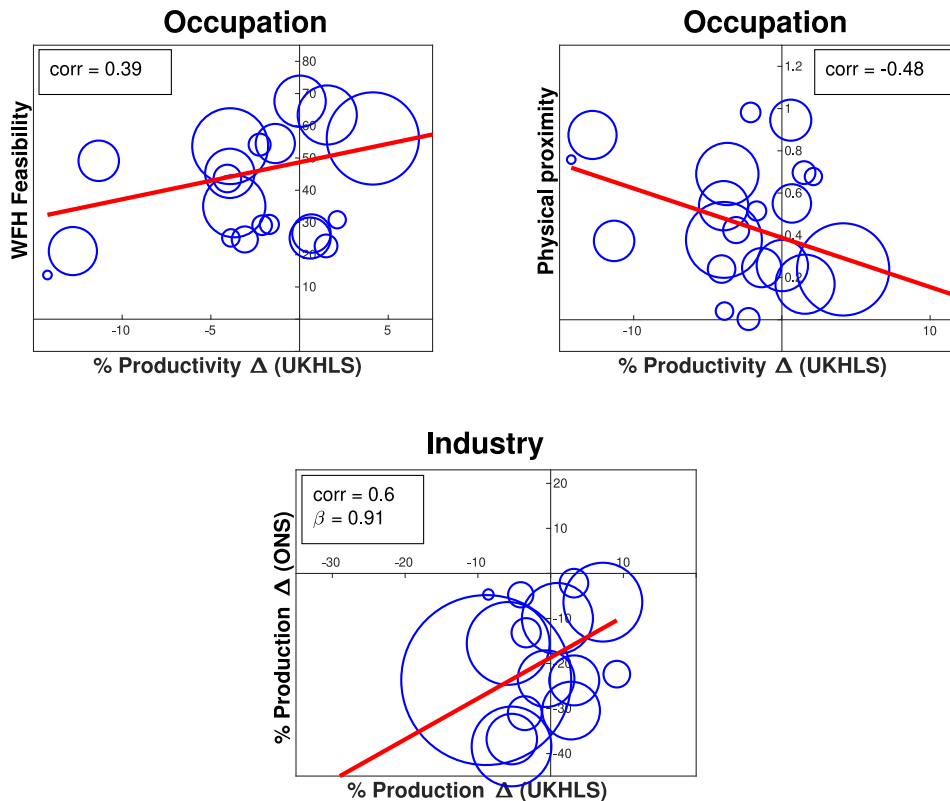 Occupation
corr = 0.39
WFH Feasibility
80
70
60
50
40
30
20
10
-10
-5
5
% Productivity Δ (UKHLS)
Occupation
corr = -0.48
Physical proximity
1.2
1
0.8
0.6
0.4
0.2
-10
10
% Productivity Δ (UKHLS)
Industry
corr = 0.6
β = 0.91
% Production Δ (ONS)
20
10
-30
-20
-10
10
-10
-20
-30
-40
% Production Δ (UKHLS)